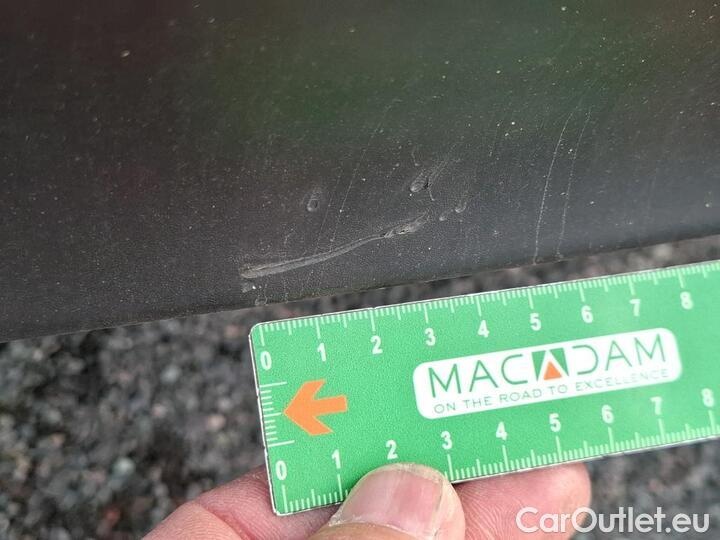 0 1 2 3 4 5 6 7 8
MACADAM
ON THE ROAD TO EXCELLENCE
0 1 2 3 4 5 6 7 8
CarOutlet.eu